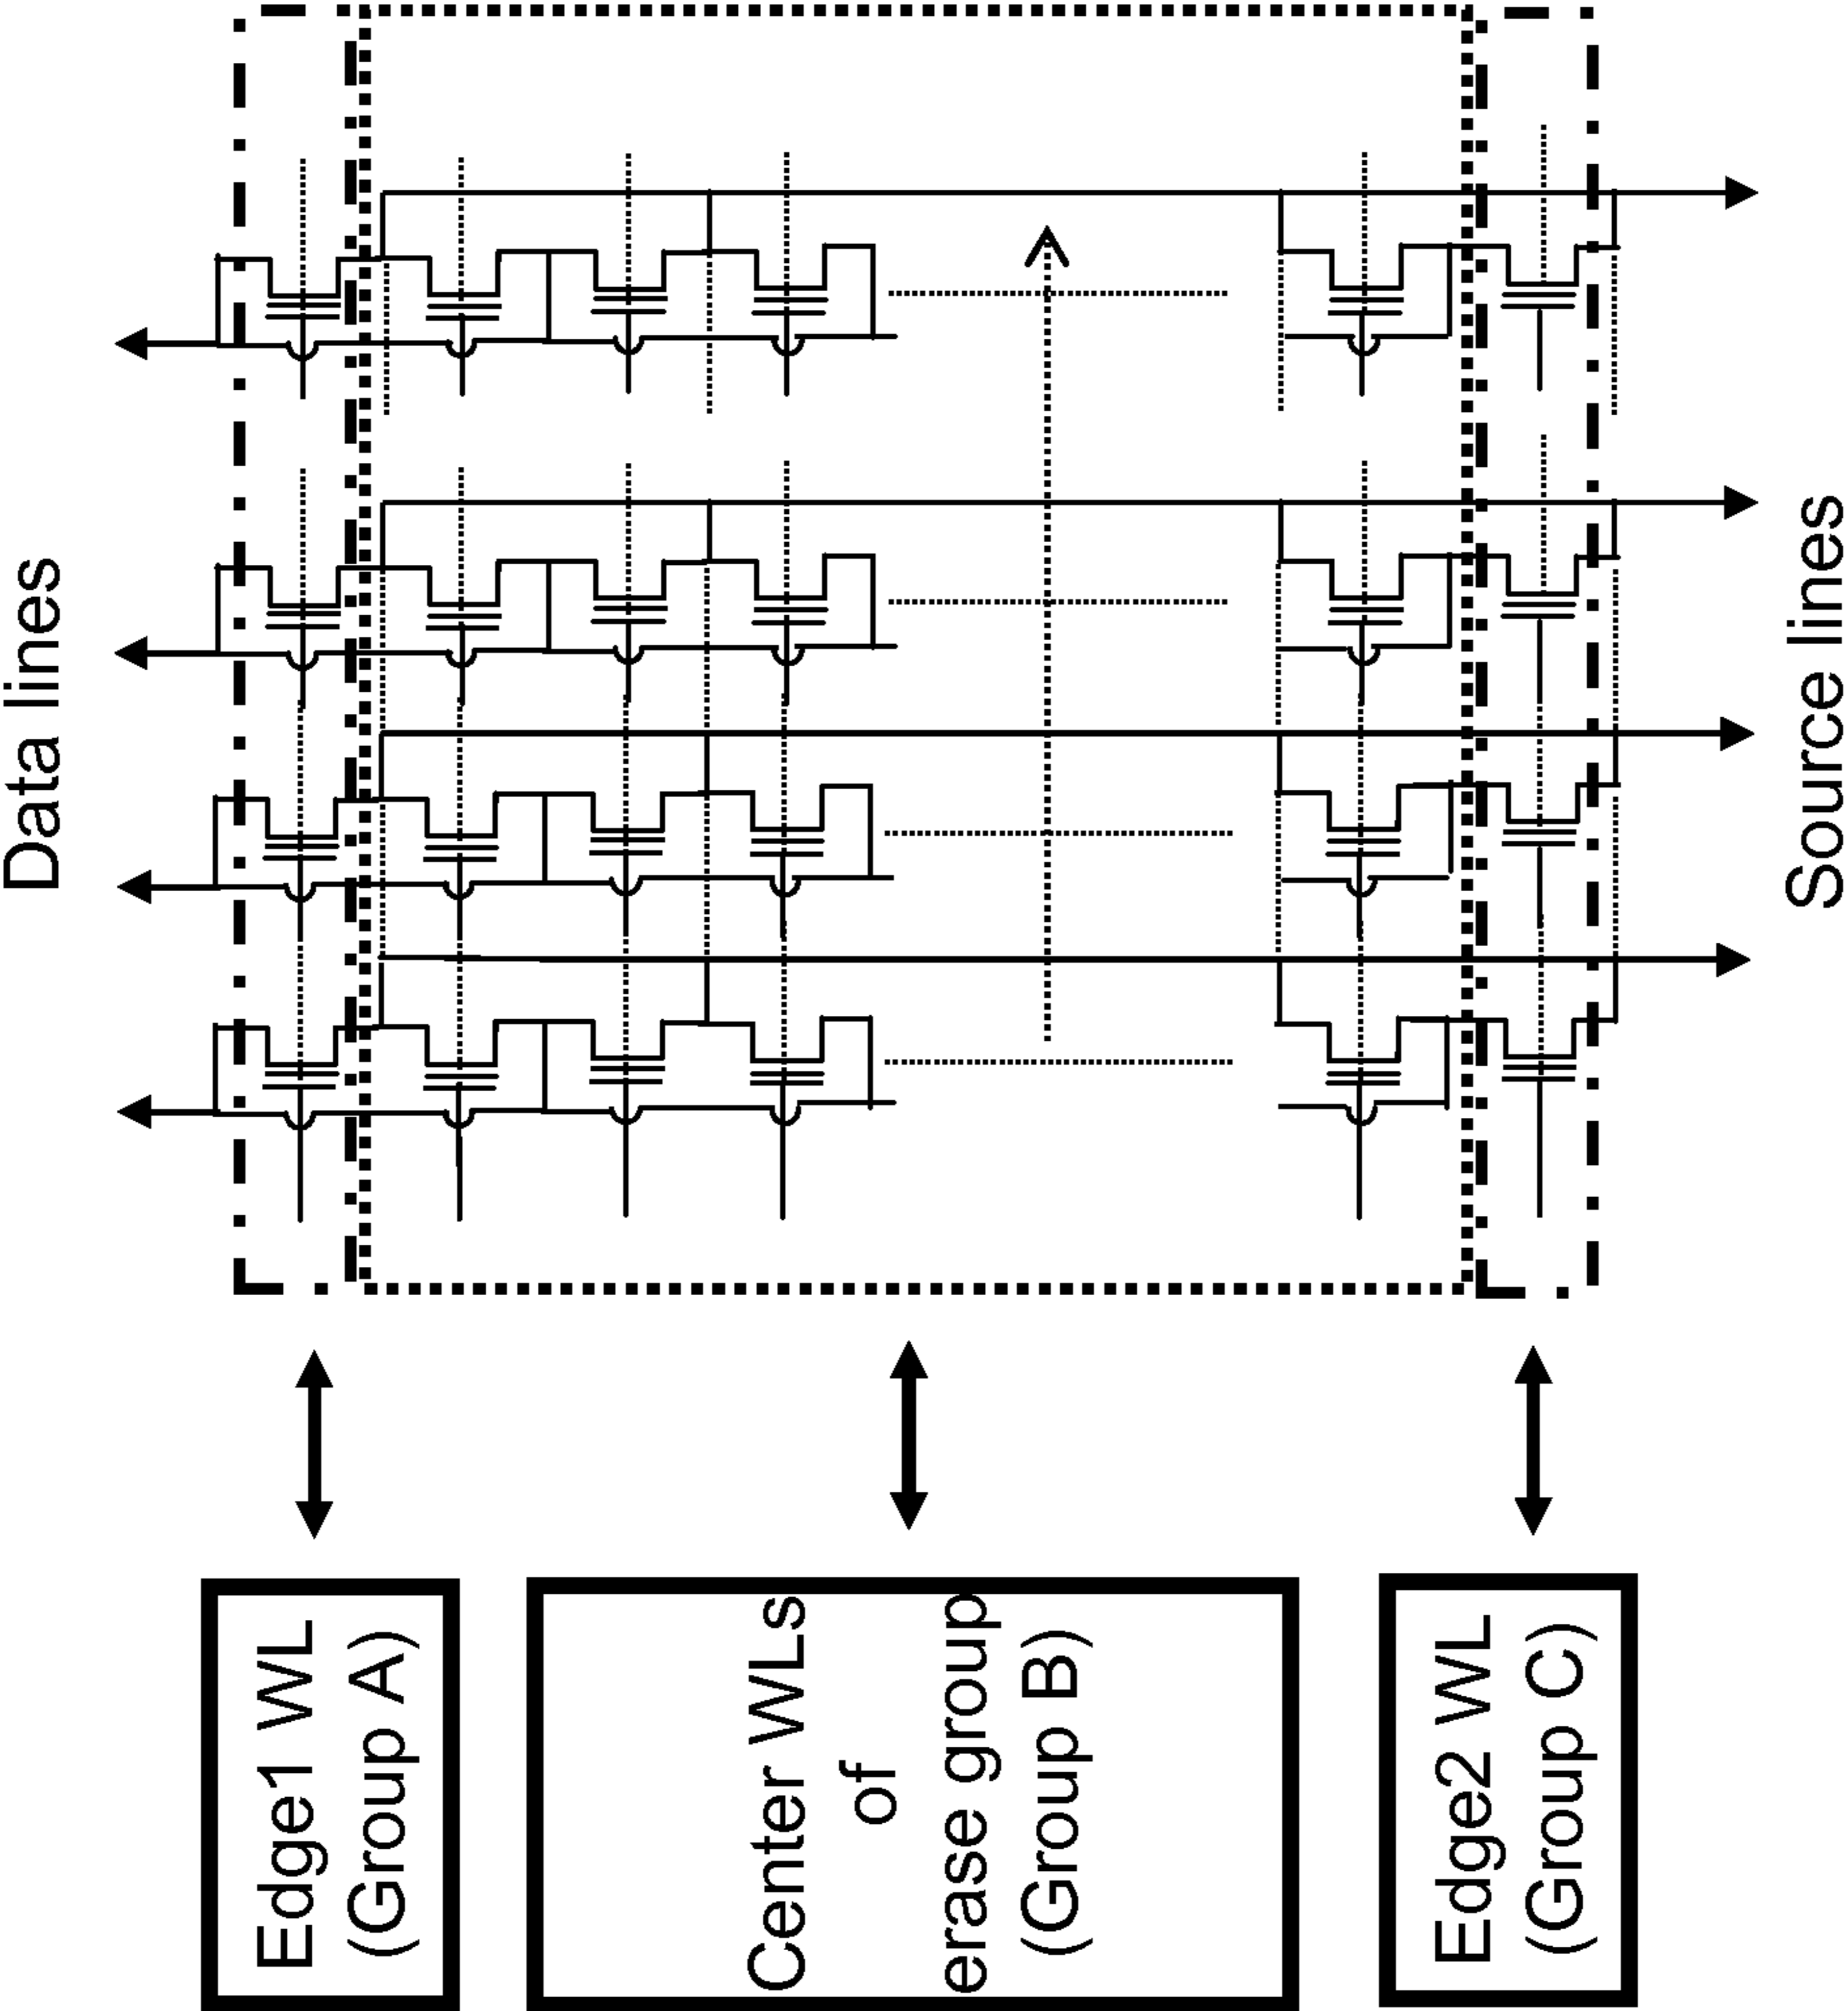 Edge1 WL
(Group A)
Center WLs
of
erase group
(Group B)
Edge2 WL
(Group C)
Data lines
Source lines